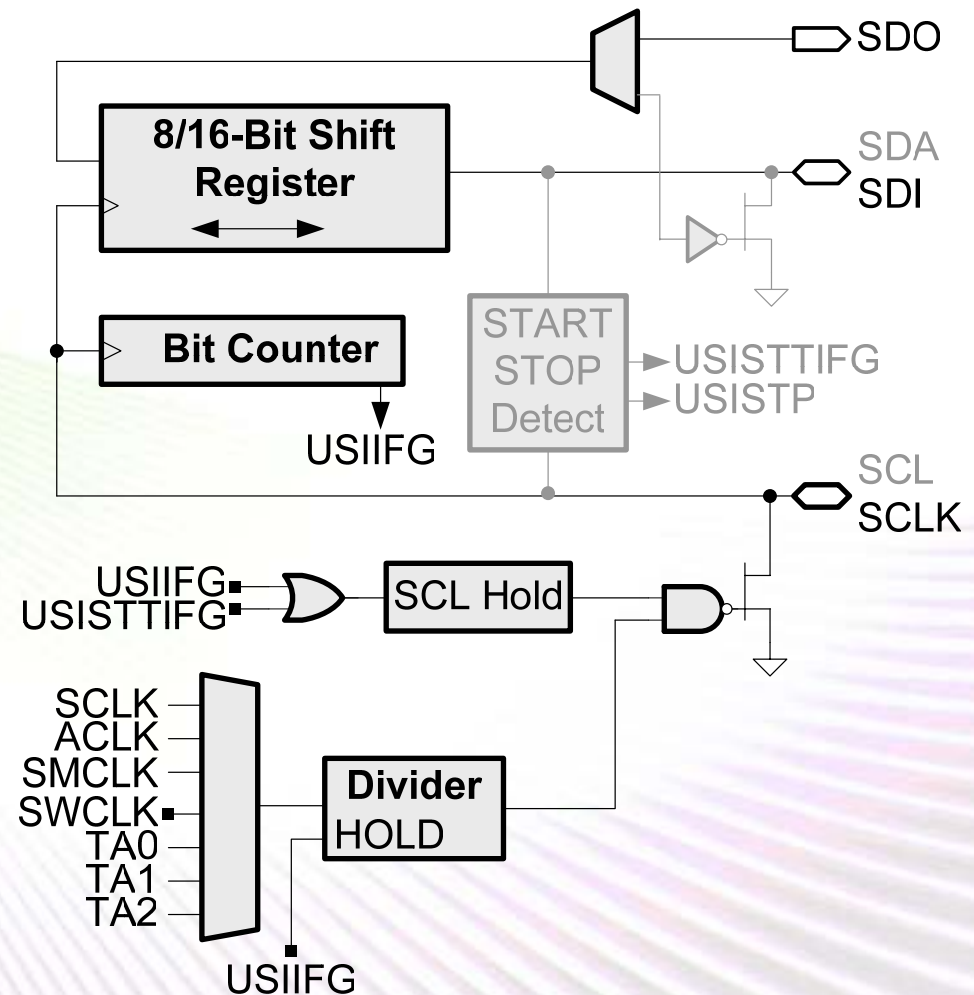 SDO
8/16-Bit Shift
Register
SDA
SDI
Bit Counter
USIIFG
START
STOP
Detect
USISTTIFG
USISTP
SCL
SCLK
USIIFG
USISTTIFG
SCL Hold
SCLK
ACLK
SMCLK
SWCLK
TA0
TA1
TA2
Divider
HOLD
USIIFG